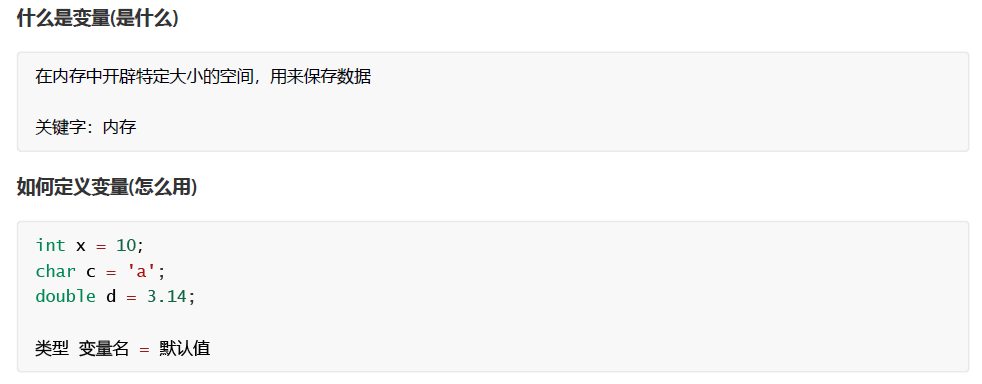 什么是变量(是什么)
在内存中开辟特定大小的空间，用来保存数据
关键字：内存
如何定义变量(怎么用)
int x = 10;
char c = 'a';
double d = 3.14;
类型 变量名 = 默认值